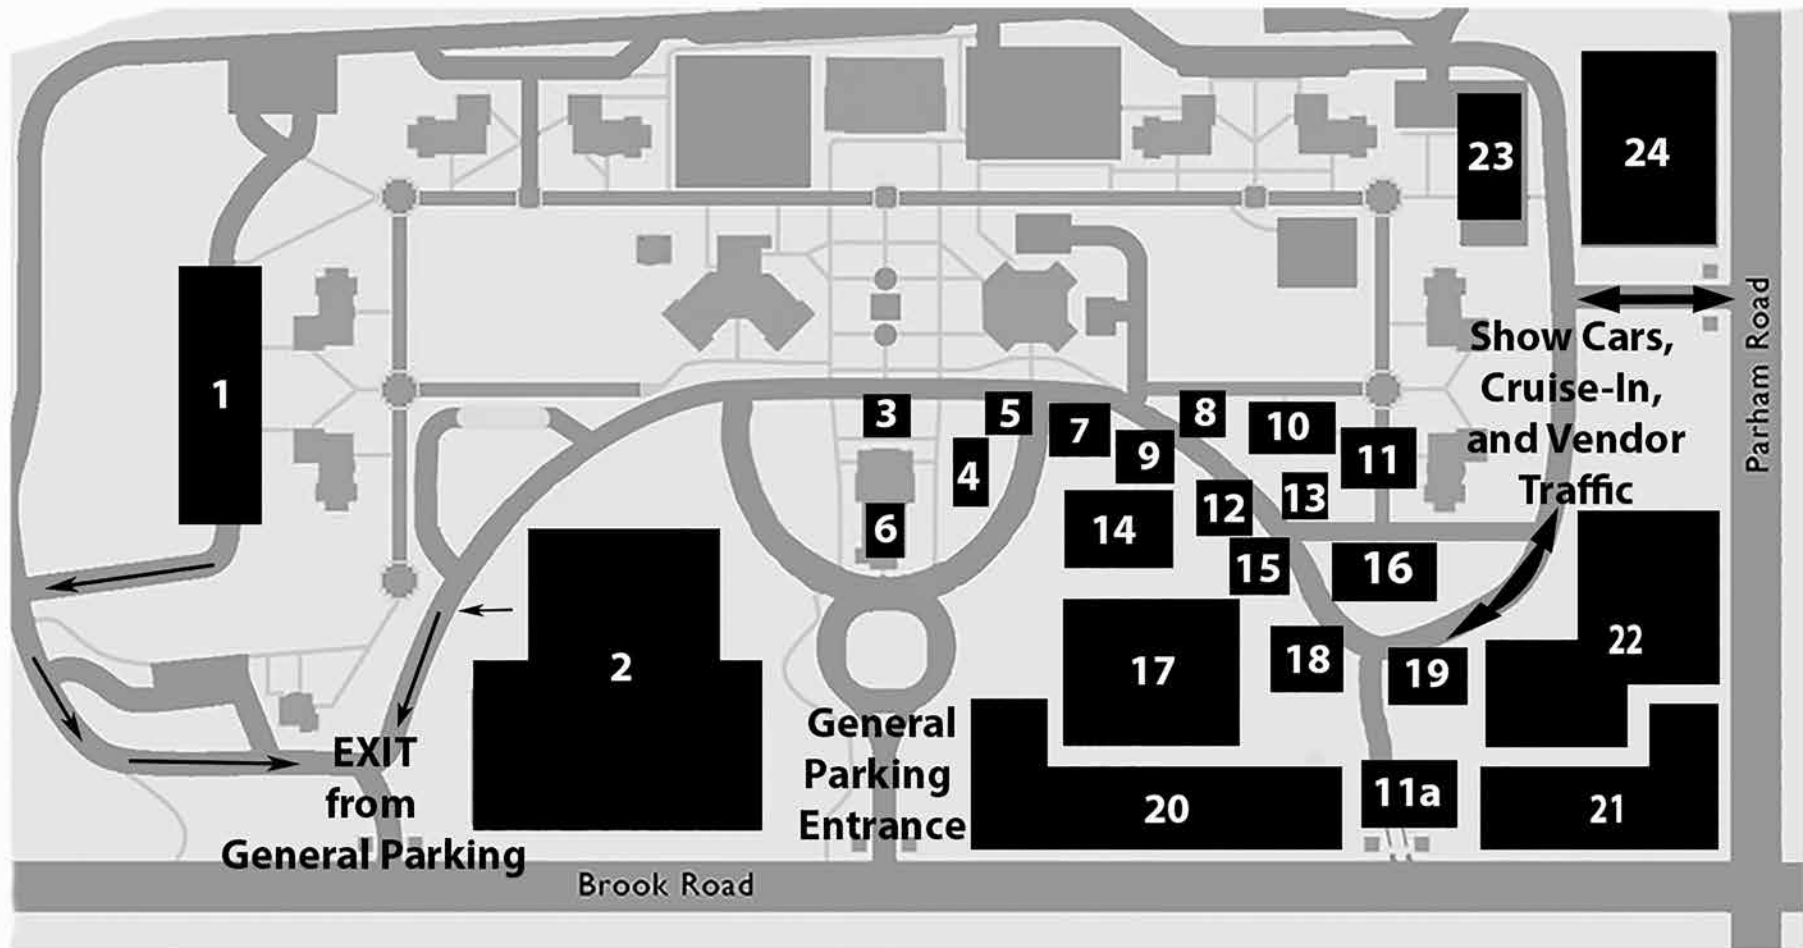 23
24
1
Show Cars,
Cruise-In,
and Vendor
Traffic
Parham Road
3
5
7
8
10
9
4
11
6
14
12
13
15
16
2
17
18
19
22
General
Parking
Entrance
EXIT
from
General Parking
20
11a
21
Brook Road